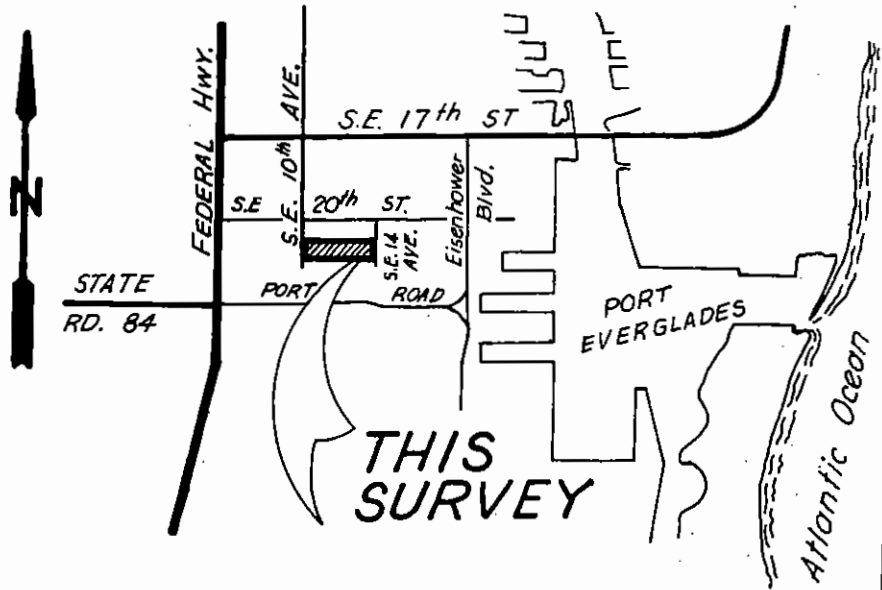 N
FEDERAL HWY.
S.E. 10th AVE.
S.E. 17th ST
S.E 20th ST.
S.E.14
AVE.
Eisenhower
Blvd.
STATE
RD. 84
PORT ROAD
PORT
EVERGLADES
THIS
SURVEY
Atlantic Ocean